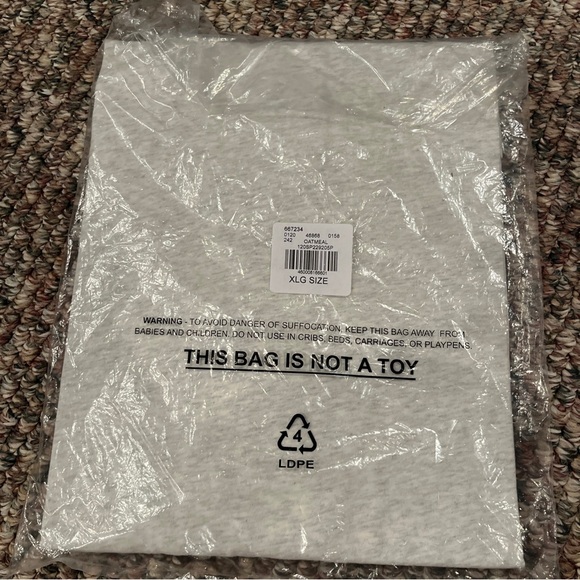 667234
0120 46868 0158
242 OATMEAL
120SP229205P
460008186801
XLG SIZE
WARNING - TO AVOID DANGER OF SUFFOCATION, KEEP THIS BAG AWAY FROM
BABIES AND CHILDREN. DO NOT USE IN CRIBS, BEDS, CARRIAGES, OR PLAYPENS.
THIS BAG IS NOT A TOY
4
LDPE